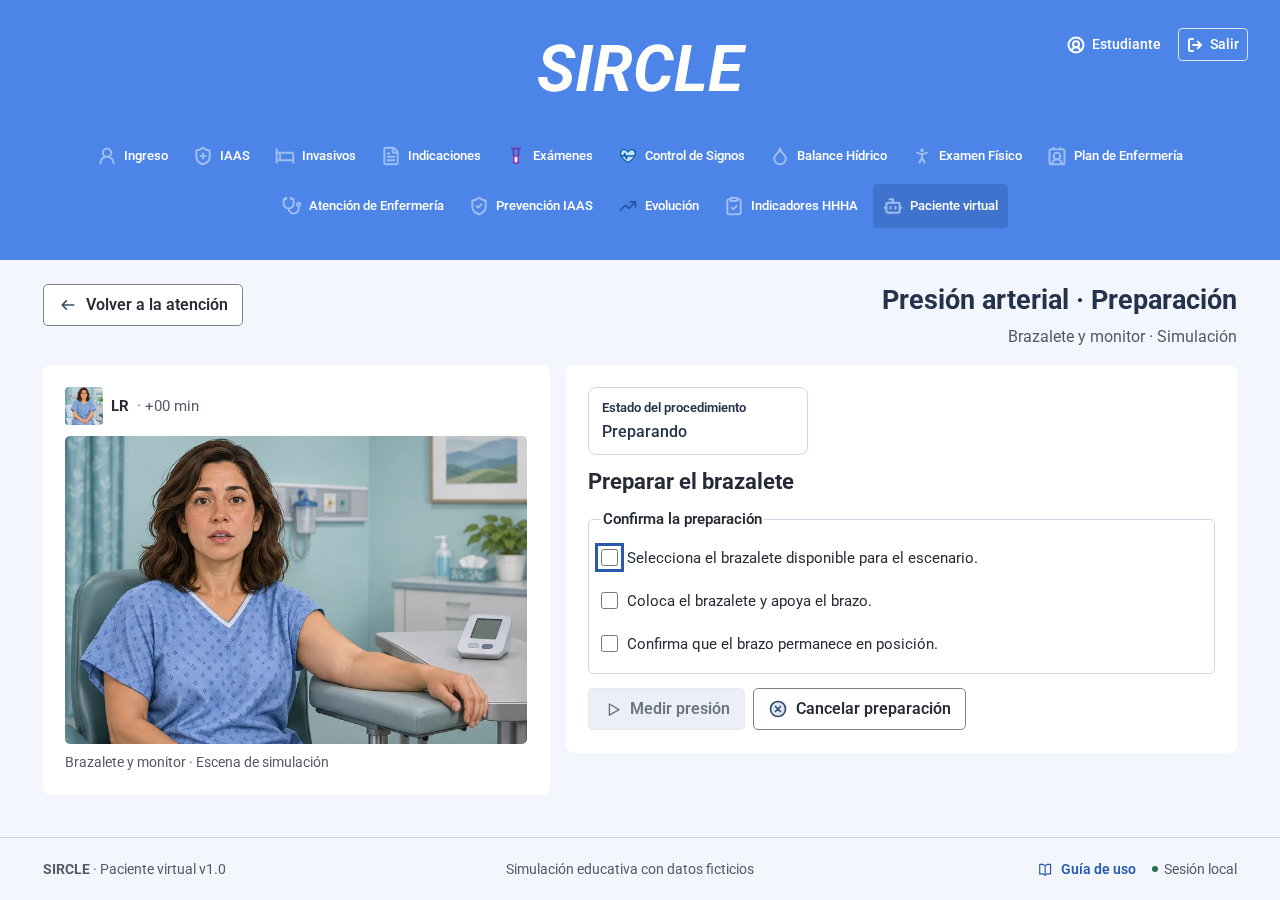 SIRCLE
Estudiante
Salir
Ingreso
IAAS
Invasivos
Indicaciones
Exámenes
Control de Signos
Balance Hídrico
Examen Físico
Plan de Enfermería
Atención de Enfermería
Prevención IAAS
Evolución
Indicadores HHHA
Paciente virtual
Volver a la atención
Presión arterial · Preparación
Brazalete y monitor · Simulación
LR · +00 min
Brazalete y monitor · Escena de simulación
Estado del procedimiento
Preparando
Preparar el brazalete
Confirma la preparación
Selecciona el brazalete disponible para el escenario.
Coloca el brazalete y apoya el brazo.
Confirma que el brazo permanece en posición.
Medir presión
Cancelar preparación
SIRCLE · Paciente virtual v1.0
Simulación educativa con datos ficticios
Guía de uso
Sesión local